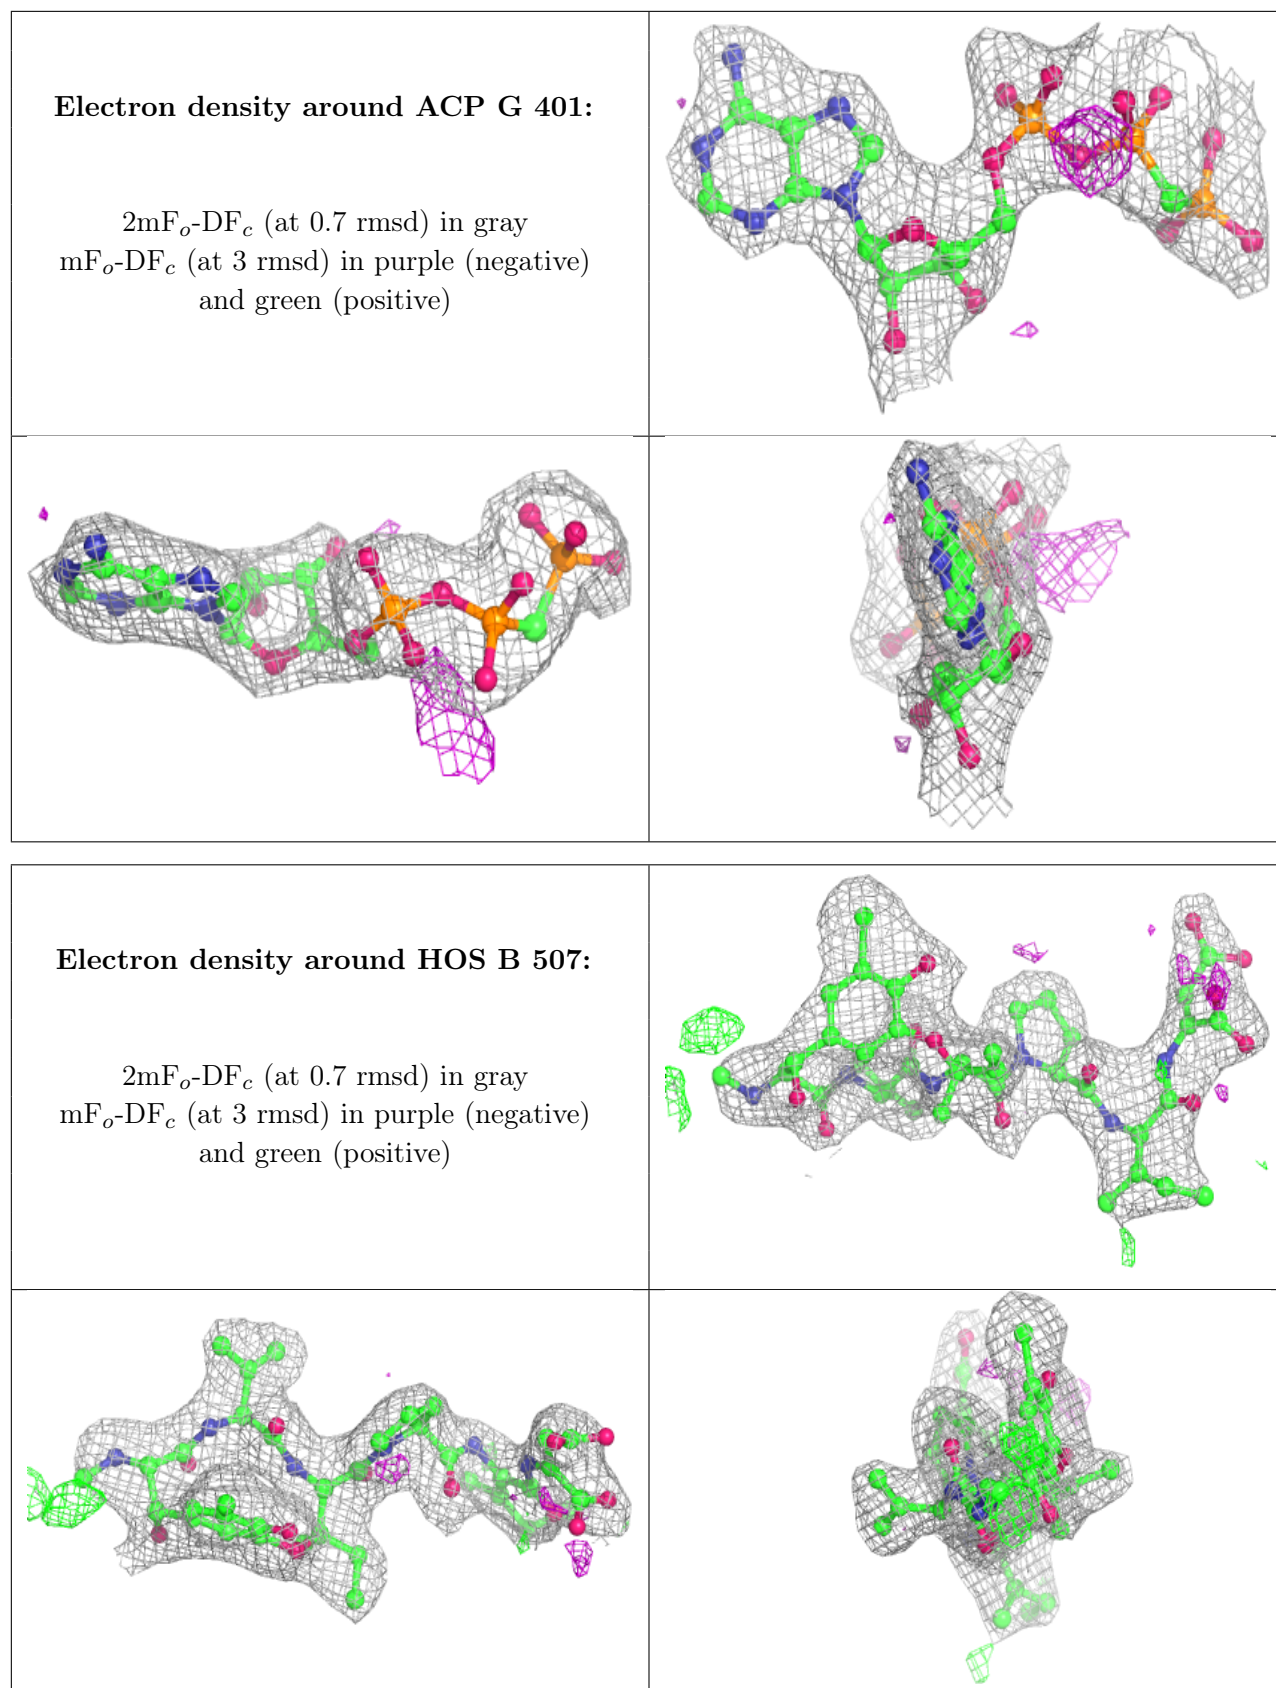 Electron density around ACP G 401:
2mFₒ-DF𝒸 (at 0.7 rmsd) in gray
mFₒ-DF𝒸 (at 3 rmsd) in purple (negative)
and green (positive)
Electron density around HOS B 507:
2mFₒ-DF𝒸 (at 0.7 rmsd) in gray
mFₒ-DF𝒸 (at 3 rmsd) in purple (negative)
and green (positive)